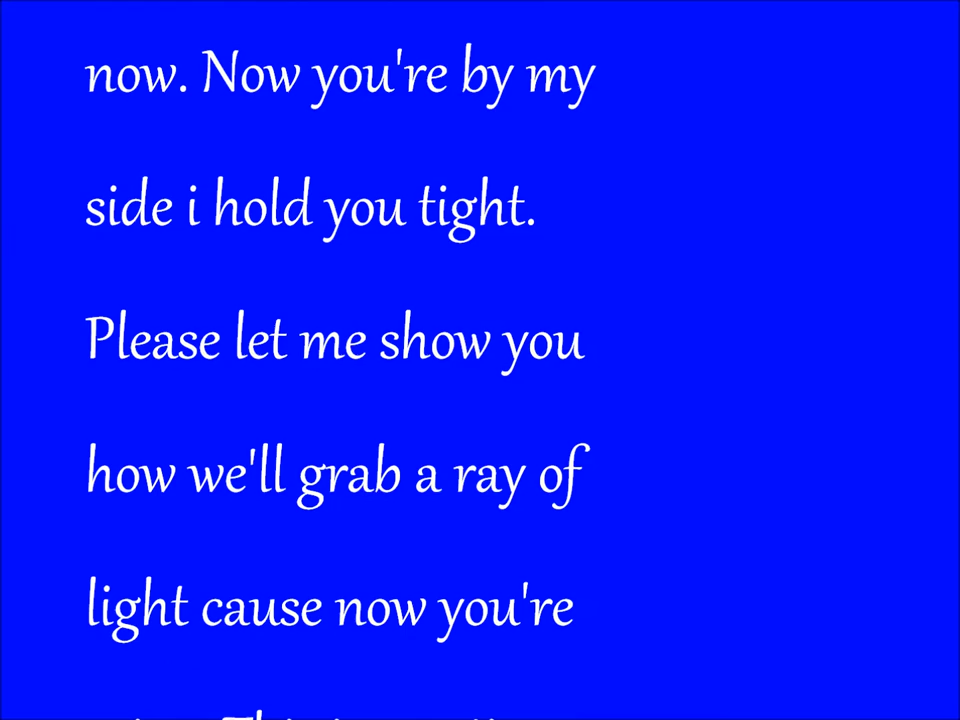 now. Now you're by my
side i hold you tight.
Please let me show you
how we'll grab a ray of
light cause now you're